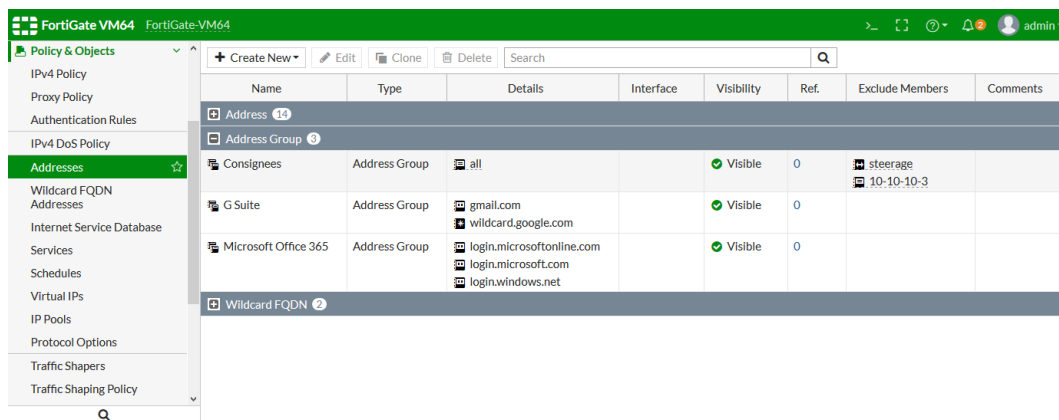 FortiGate VM64 FortiGate-VM64 >_ 2 admin
Policy & Objects
IPv4 Policy
Proxy Policy
Authentication Rules
IPv4 DoS Policy
Addresses
Wildcard FQDN
Addresses
Internet Service Database
Services
Schedules
Virtual IPs
IP Pools
Protocol Options
Traffic Shapers
Traffic Shaping Policy
Create New Edit Clone Delete Search
Name Type Details Interface Visibility Ref. Exclude Members Comments
Address 14
Address Group 3
Consignees Address Group all Visible 0 steerage
10-10-10-3
G Suite Address Group gmail.com Visible 0
wildcard.google.com
Microsoft Office 365 Address Group login.microsoftonline.com Visible 0
login.microsoft.com
login.windows.net
Wildcard FQDN 2